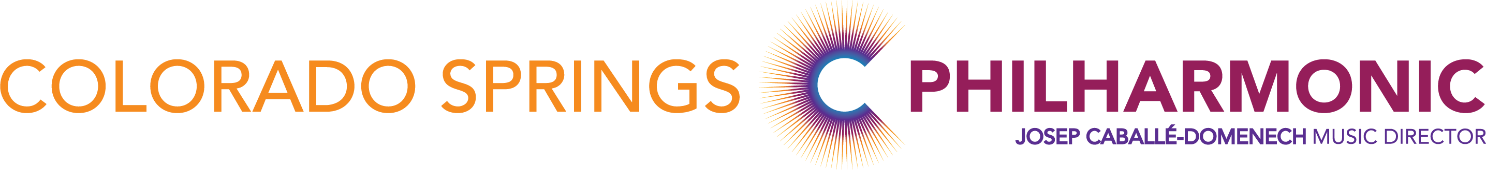 COLORADO SPRINGS C PHILHARMONIC
JOSEP CABALLÉ-DOMENECH MUSIC DIRECTOR